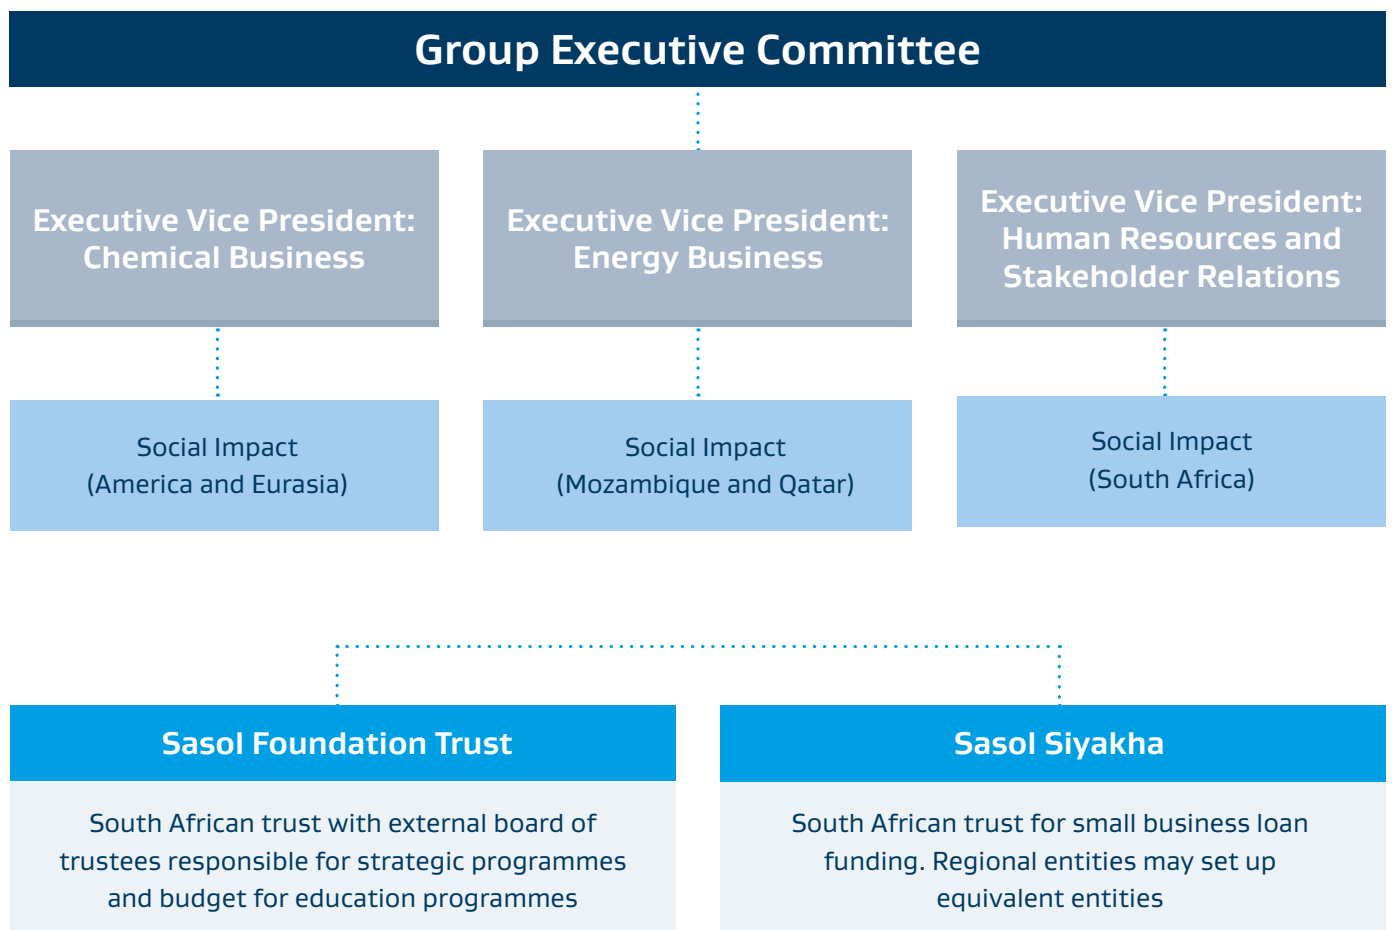 Group Executive Committee
Executive Vice President:
Chemical Business
Executive Vice President:
Energy Business
Executive Vice President:
Human Resources and
Stakeholder Relations
Social Impact
(America and Eurasia)
Social Impact
(Mozambique and Qatar)
Social Impact
(South Africa)
Sasol Foundation Trust
South African trust with external board of
trustees responsible for strategic programmes
and budget for education programmes
Sasol Siyakha
South African trust for small business loan
funding. Regional entities may set up
equivalent entities